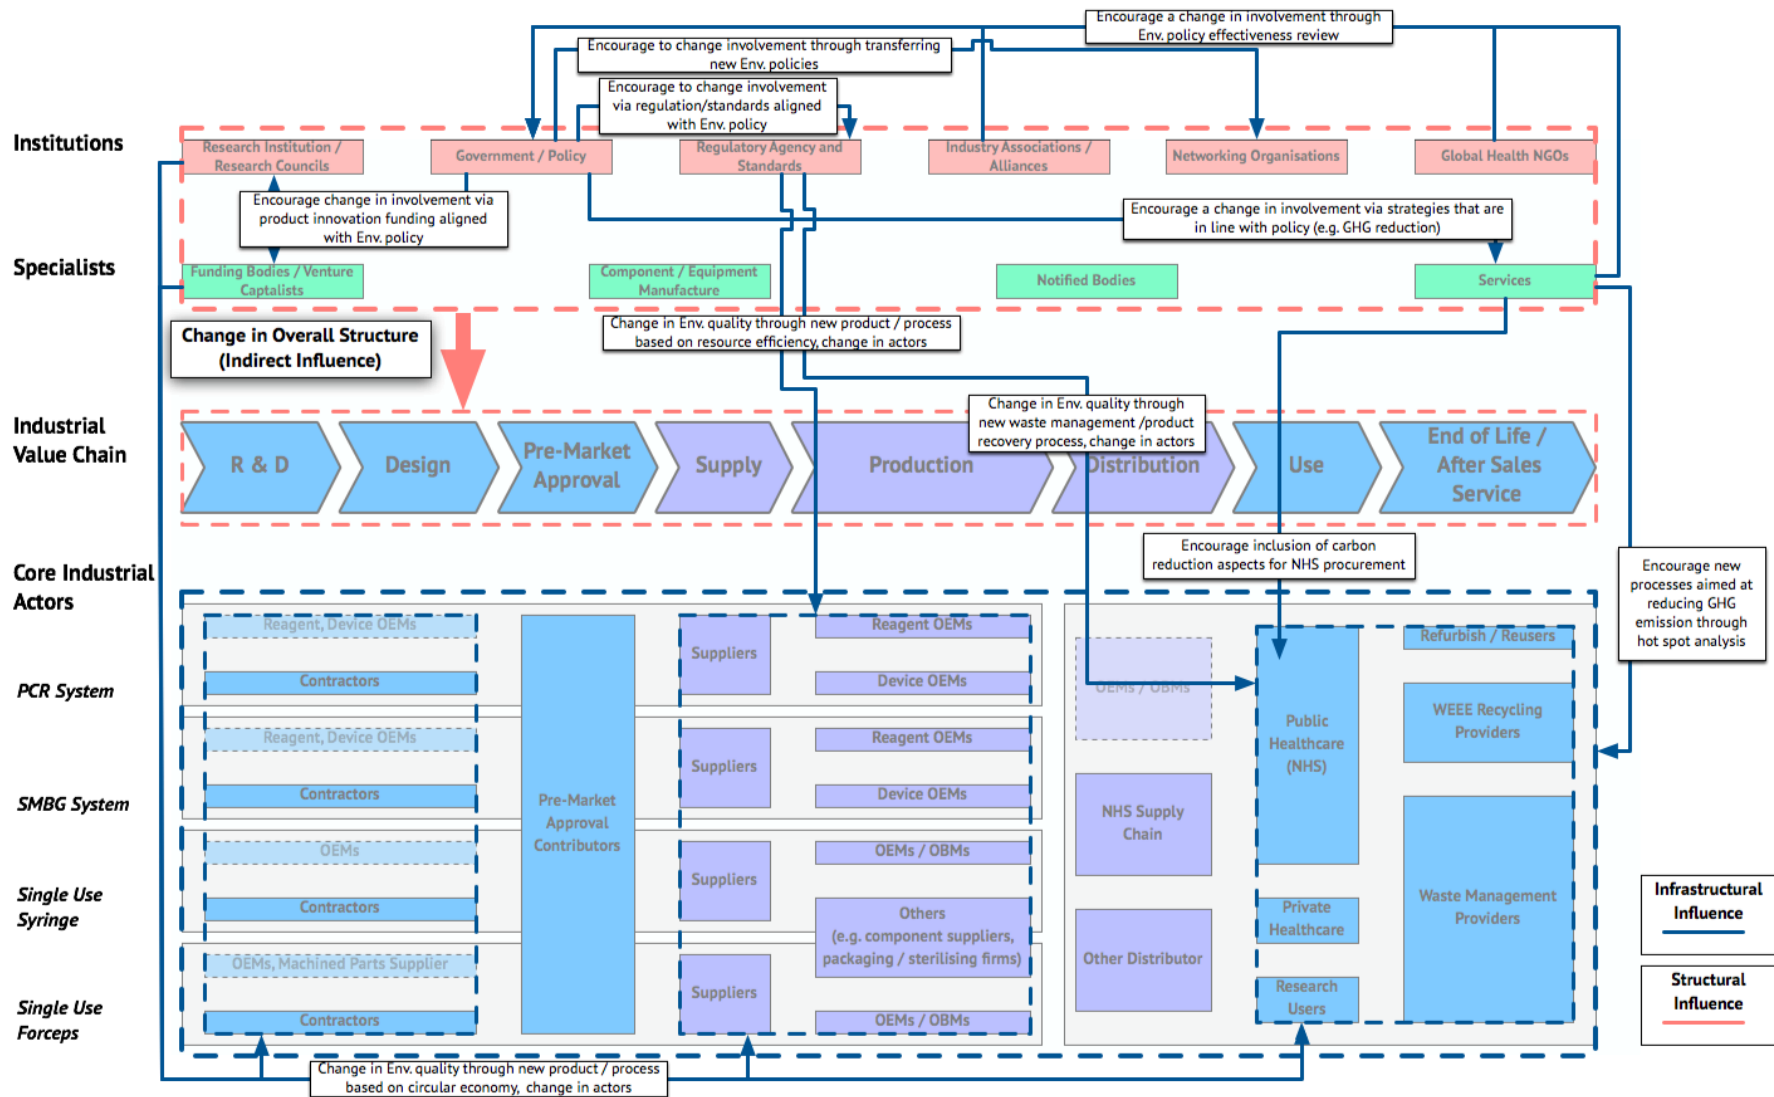 Encourage a change in involvement through
Env. policy effectiveness review
Encourage to change involvement through transferring
new Env. policies
Encourage to change involvement
via regulation/standards aligned
with Env. policy
Institutions
Research Institution /
Research Councils
Government / Policy
Regulatory Agency and
Standards
Industry Associations /
Alliances
Networking Organisations
Global Health NGOs
Encourage change in involvement via
product innovation funding aligned
with Env. policy
Encourage a change in involvement via strategies that are
in line with policy (e.g. GHG reduction)
Specialists
Funding Bodies / Venture
Captalists
Component / Equipment
Manufacture
Notified Bodies
Services
Change in Overall Structure
(Indirect Influence)
Change in Env. quality through new product / process
based on resource efficiency, change in actors
Change in Env. quality through
new waste management /product
recovery process, change in actors
Industrial
Value Chain
R & D
Design
Pre-Market
Approval
Supply
Production
Distribution
Use
End of Life /
After Sales
Service
Encourage inclusion of carbon
reduction aspects for NHS procurement
Encourage new
processes aimed at
reducing GHG
emission through
hot spot analysis
Core Industrial
Actors
PCR System
Reagent, Device OEMs
Contractors
Suppliers
Reagent OEMs
Device OEMs
SMBG System
Reagent, Device OEMs
Contractors
Suppliers
Reagent OEMs
Device OEMs
Pre-Market
Approval
Contributors
Single Use
Syringe
OEMs
Contractors
Suppliers
OEMs / OBMs
Others
(e.g. component suppliers,
packaging / sterilising firms)
Single Use
Forceps
OEMs, Machined Parts Supplier
Contractors
Suppliers
OEMs / OBMs
OEMs / OBMs
NHS Supply
Chain
Other Distributor
Public
Healthcare
(NHS)
Private
Healthcare
Research
Users
Refurbish / Reusers
WEEE Recycling
Providers
Waste Management
Providers
Infrastructural
Influence
Structural
Influence
Change in Env. quality through new product / process
based on circular economy, change in actors